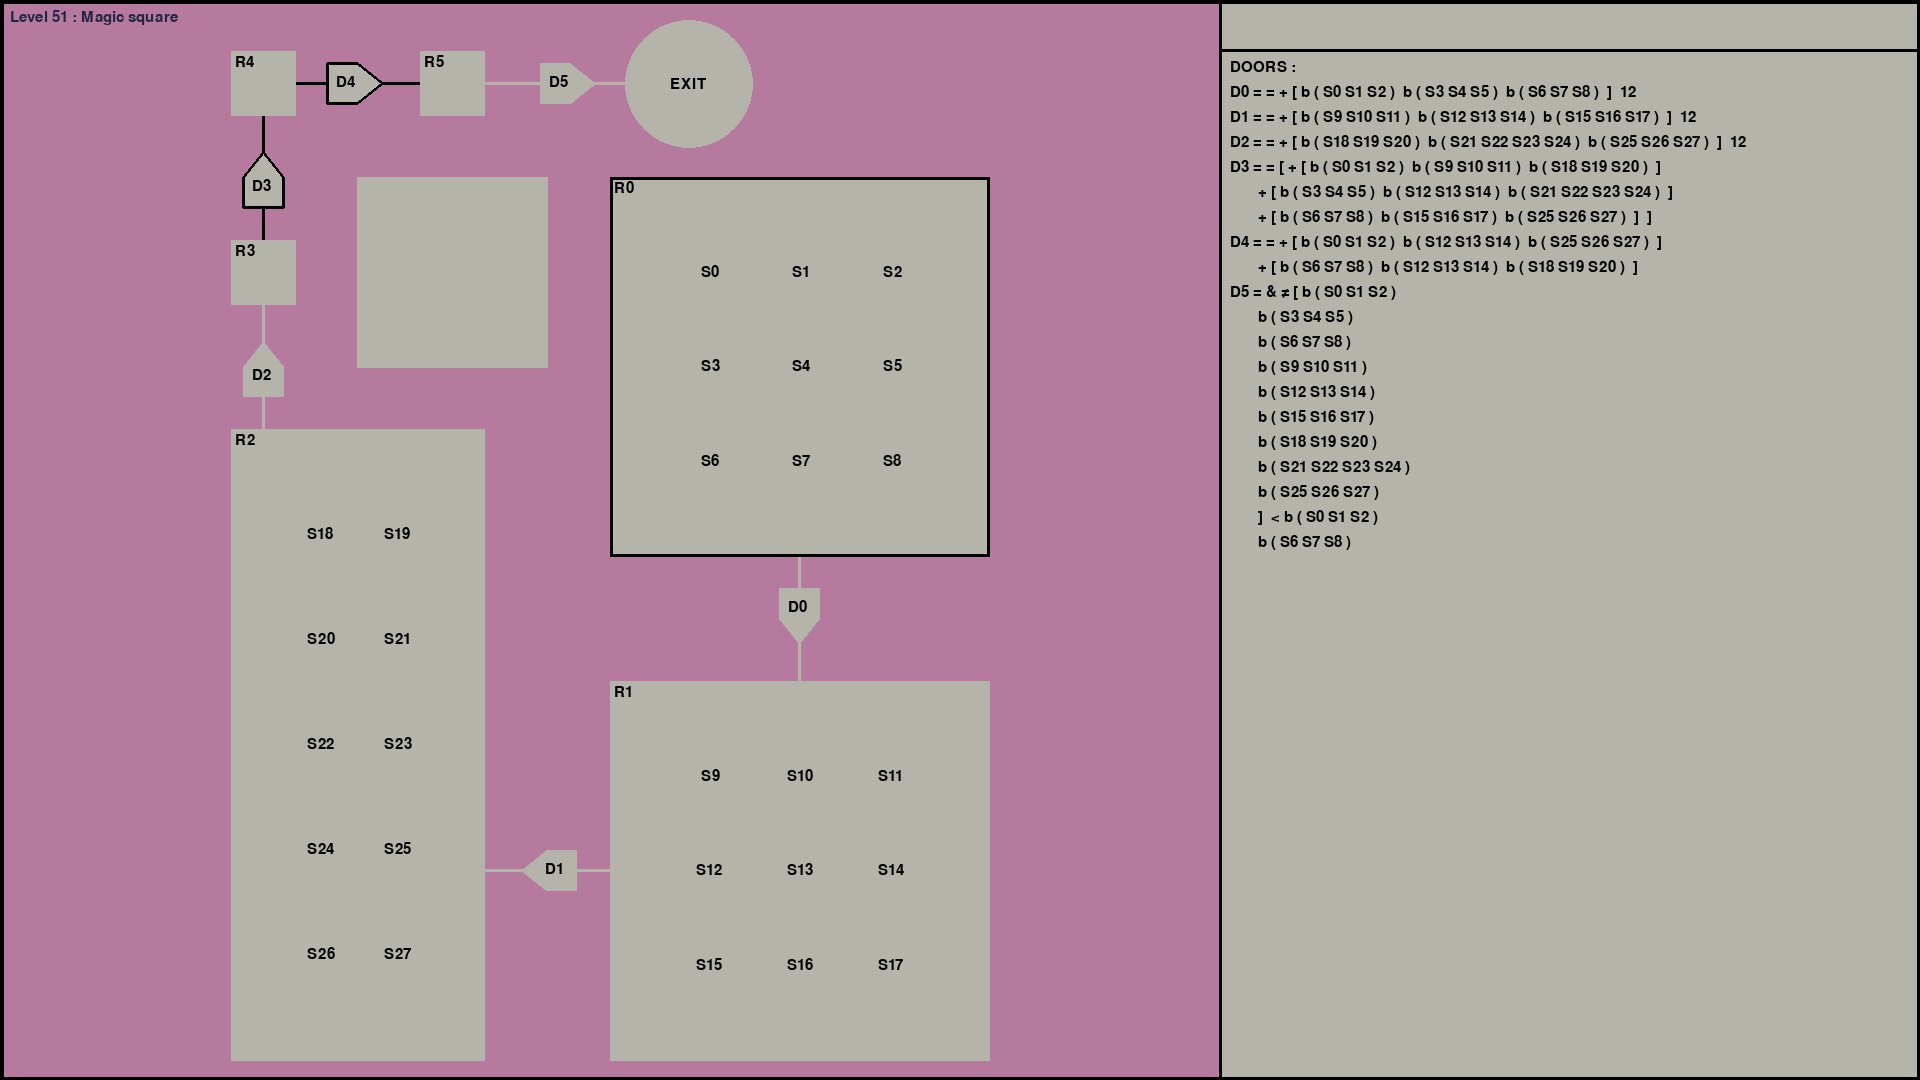 Level 51 : Magic square
R4
D4
R5
D5
EXIT
D3
R3
D2
R2
S18 S19
S20 S21
S22 S23
S24 S25
S26 S27
R0
S0 S1 S2
S3 S4 S5
S6 S7 S8
D0
R1
S9 S10 S11
S12 S13 S14
S15 S16 S17
D1
DOORS :
D0 = = + [ b ( S0 S1 S2 ) b ( S3 S4 S5 ) b ( S6 S7 S8 ) ] 12
D1 = = + [ b ( S9 S10 S11 ) b ( S12 S13 S14 ) b ( S15 S16 S17 ) ] 12
D2 = = + [ b ( S18 S19 S20 ) b ( S21 S22 S23 S24 ) b ( S25 S26 S27 ) ] 12
D3 = = [ + [ b ( S0 S1 S2 ) b ( S9 S10 S11 ) b ( S18 S19 S20 ) ]
+ [ b ( S3 S4 S5 ) b ( S12 S13 S14 ) b ( S21 S22 S23 S24 ) ]
+ [ b ( S6 S7 S8 ) b ( S15 S16 S17 ) b ( S25 S26 S27 ) ] ]
D4 = = + [ b ( S0 S1 S2 ) b ( S12 S13 S14 ) b ( S25 S26 S27 ) ]
+ [ b ( S6 S7 S8 ) b ( S12 S13 S14 ) b ( S18 S19 S20 ) ]
D5 = & ≠ [ b ( S0 S1 S2 )
b ( S3 S4 S5 )
b ( S6 S7 S8 )
b ( S9 S10 S11 )
b ( S12 S13 S14 )
b ( S15 S16 S17 )
b ( S18 S19 S20 )
b ( S21 S22 S23 S24 )
b ( S25 S26 S27 )
] < b ( S0 S1 S2 )
b ( S6 S7 S8 )